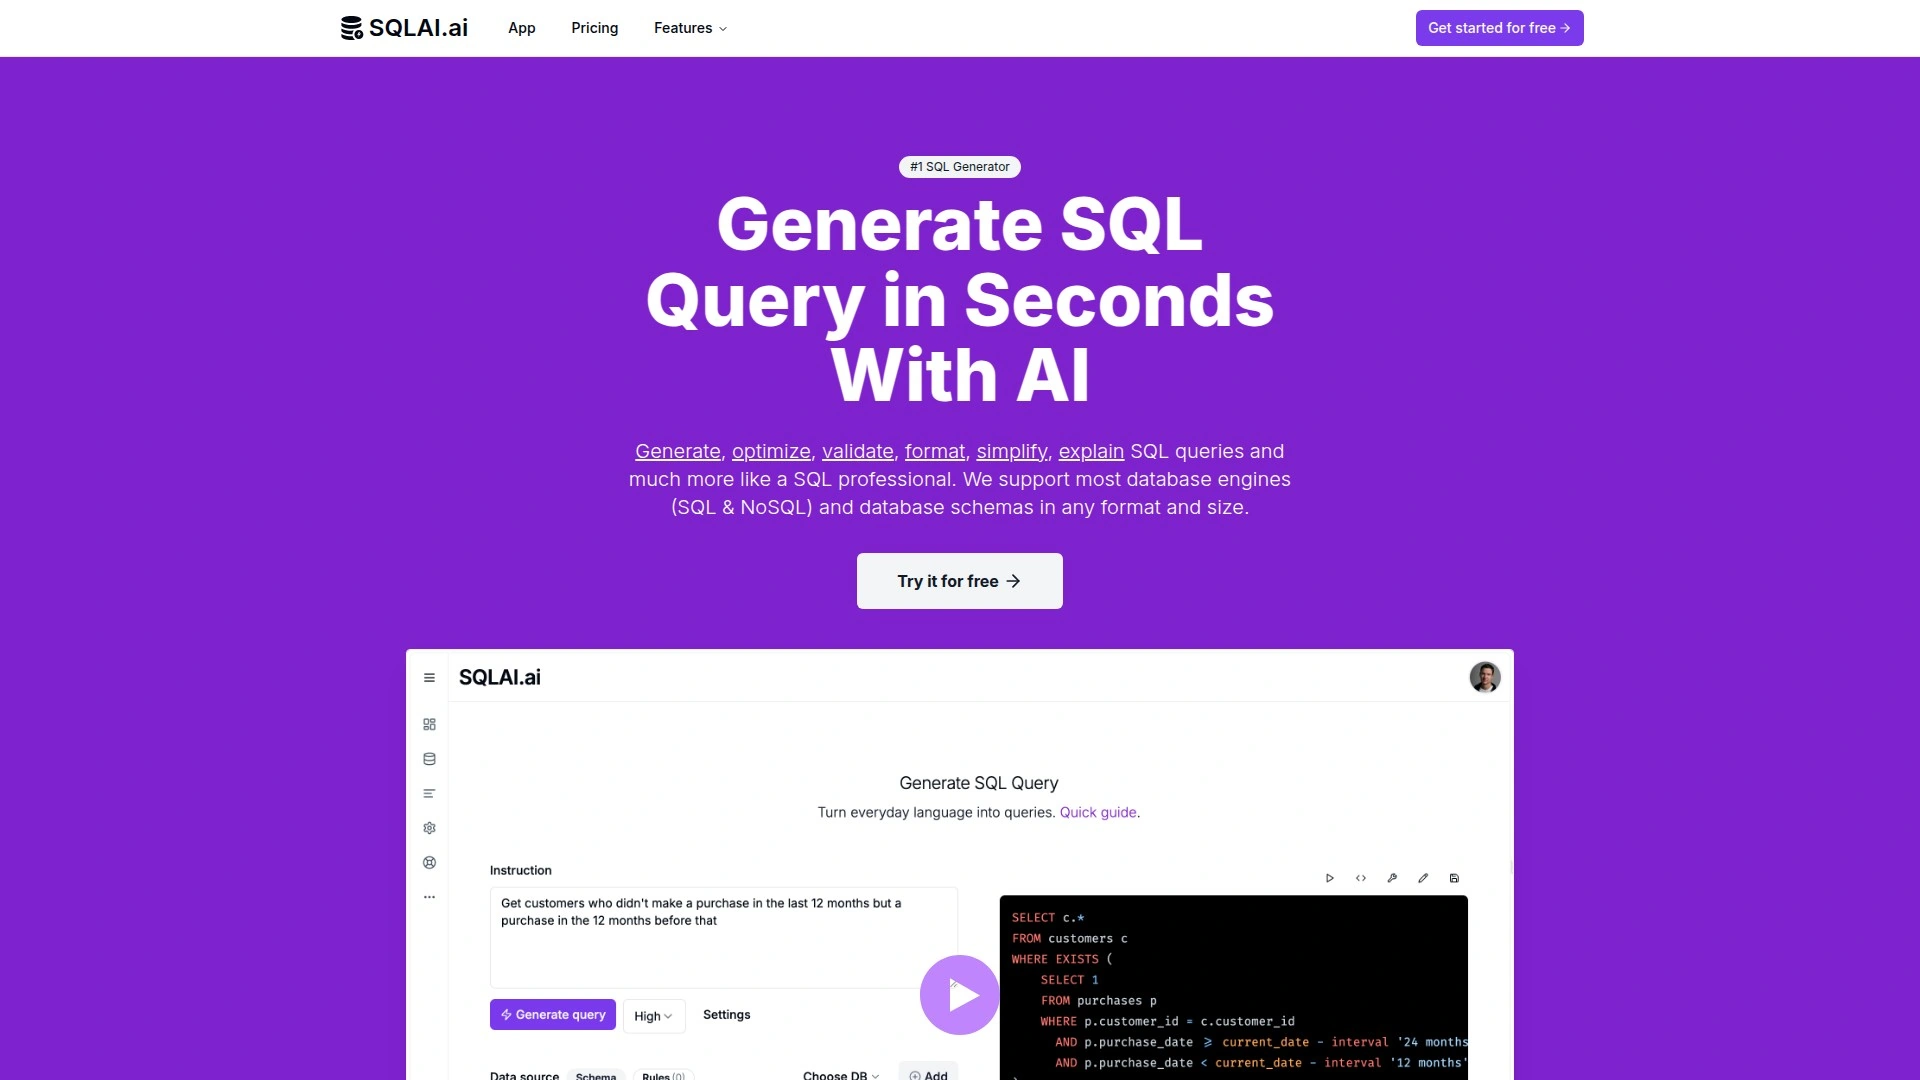 SQLAI.ai
App
Pricing
Features
Get started for free →
#1 SQL Generator
Generate SQL
Query in Seconds
With AI
Generate, optimize, validate, format, simplify, explain SQL queries and
much more like a SQL professional. We support most database engines
(SQL & NoSQL) and database schemas in any format and size.
Try it for free →
SQLAI.ai
Generate SQL Query
Turn everyday language into queries. Quick guide.
Instruction
Get customers who didn't make a purchase in the last 12 months but a
purchase in the 12 months before that
Generate query
High
Settings
Data source
Schema
Rules (0)
Choose DB
Add
SELECT c.*
FROM customers c
WHERE EXISTS (
SELECT 1
FROM purchases p
WHERE p.customer_id = c.customer_id
AND p.purchase_date >= current_date - interval '24 months
AND p.purchase_date < current_date - interval '12 months'